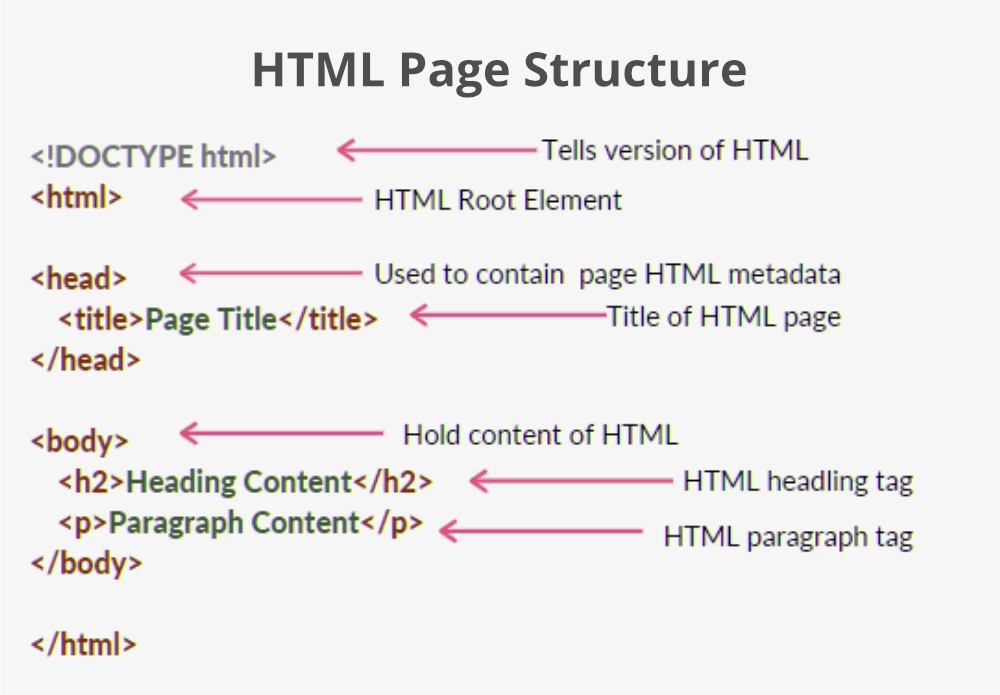 HTML Page Structure
<!DOCTYPE html> Tells version of HTML
<html> HTML Root Element
<head> Used to contain page HTML metadata
<title>Page Title</title> Title of HTML page
</head>
<body> Hold content of HTML
<h2>Heading Content</h2> HTML headling tag
<p>Paragraph Content</p> HTML paragraph tag
</body>
</html>